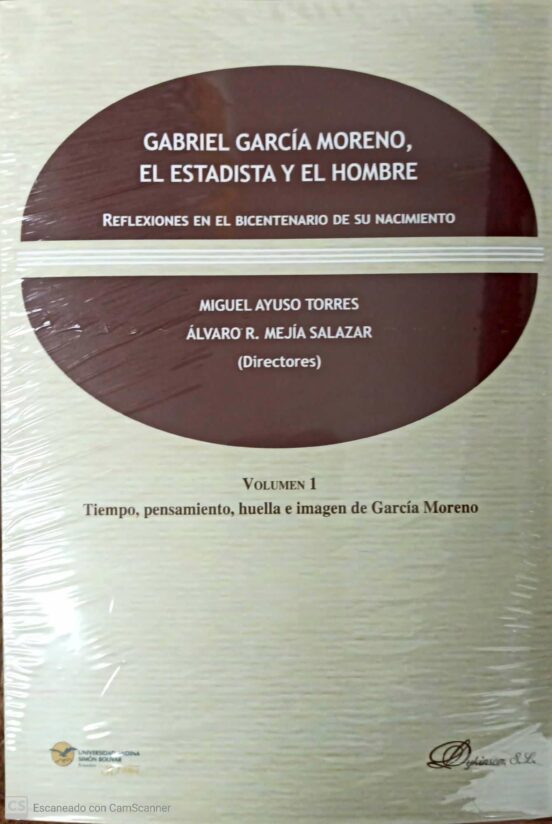 GABRIEL GARCÍA MORENO,
EL ESTADISTA Y EL HOMBRE
REFLEXIONES EN EL BICENTENARIO DE SU NACIMIENTO
MIGUEL AYUSO TORRES
ÁLVARO R. MEJÍA SALAZAR
(Directores)
VOLUMEN 1
Tiempo, pensamiento, huella e imagen de García Moreno
UNIVERSIDAD ANDINA
SIMÓN BOLÍVAR
Dykinson, S.L.
CS Escaneado con CamScanner